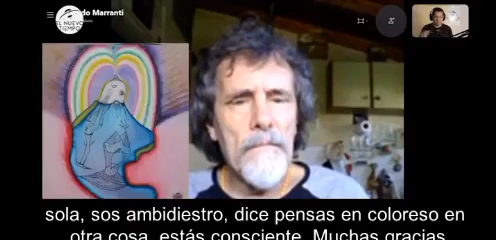 do Marranti
EL NUEVO
TIEMPO
sola, sos ambidiestro, dice pensas en coloreso en
otra cosa, estás consciente. Muchas gracias